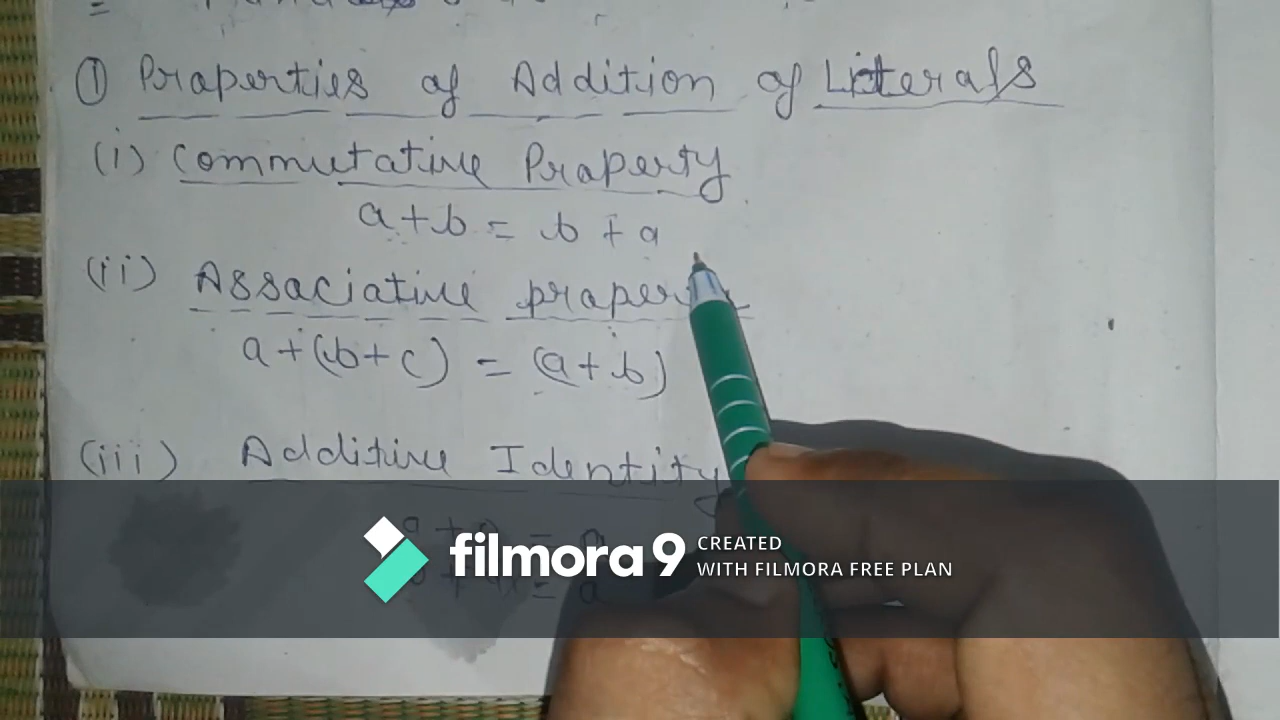 ① Properties of Addition of Literals
(i) Commutative Property
a + b = b + a
(ii) Associative
a + (b + c) = (a + b)
(iii) Additive Identity
= a
filmora 9 CREATED
WITH FILMORA FREE PLAN
= a